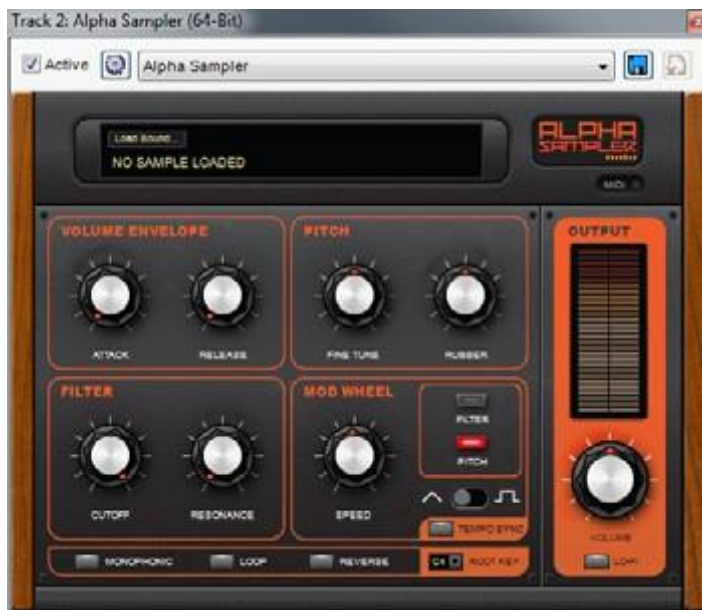 Track 2: Alpha Sampler (64-Bit)
Active
Alpha Sampler
Load Sound...
NO SAMPLE LOADED
ALPHA
SAMPLER
MIDI
VOLUME ENVELOPE
PITCH
OUTPUT
ATTACK
RELEASE
FINE TUNE
RUBBER
FILTER
MOD WHEEL
FILTER
PITCH
CUTOFF
RESONANCE
SPEED
VOLUME
TEMPO SYNC
MONOPHONIC
LOOP
REVERSE
C4
ROOT KEY
LOFI